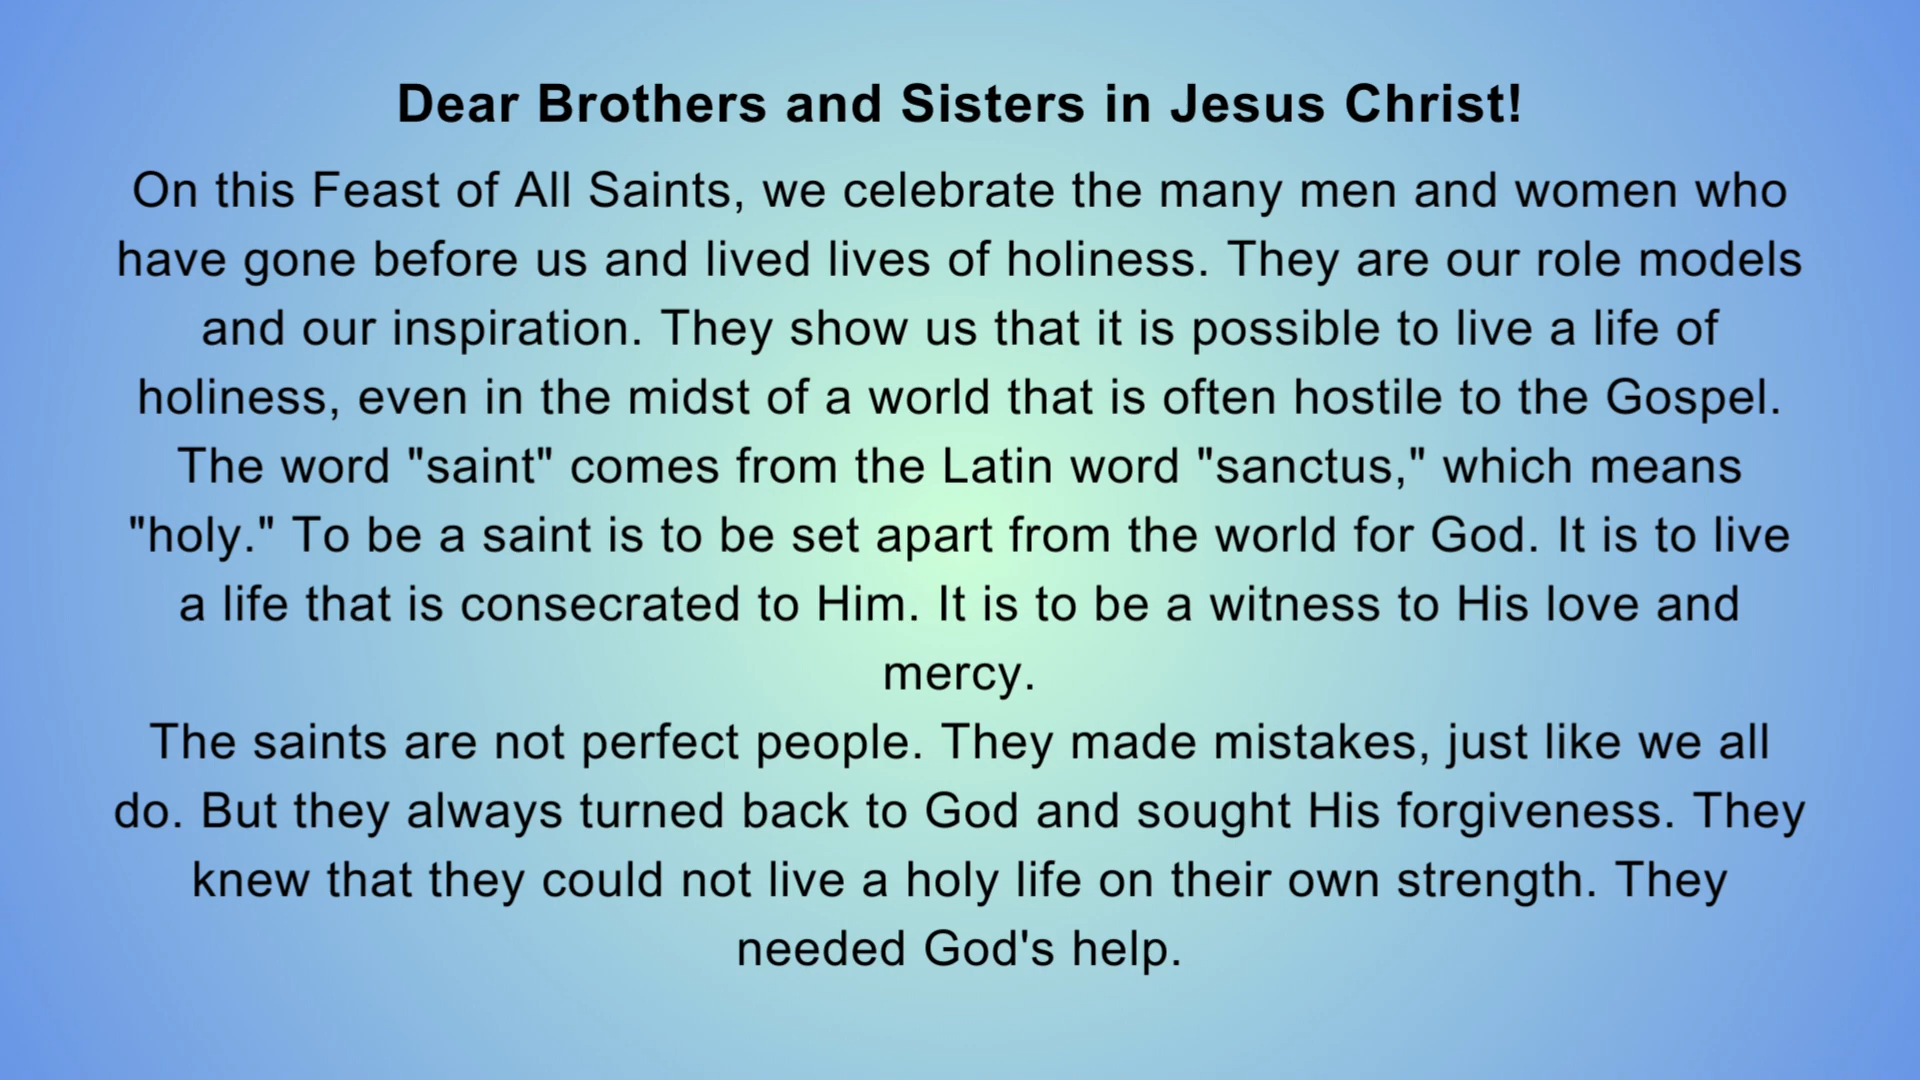 Dear Brothers and Sisters in Jesus Christ!
On this Feast of All Saints, we celebrate the many men and women who
have gone before us and lived lives of holiness. They are our role models
and our inspiration. They show us that it is possible to live a life of
holiness, even in the midst of a world that is often hostile to the Gospel.
The word "saint" comes from the Latin word "sanctus," which means
"holy." To be a saint is to be set apart from the world for God. It is to live
a life that is consecrated to Him. It is to be a witness to His love and
mercy.
The saints are not perfect people. They made mistakes, just like we all
do. But they always turned back to God and sought His forgiveness. They
knew that they could not live a holy life on their own strength. They
needed God's help.